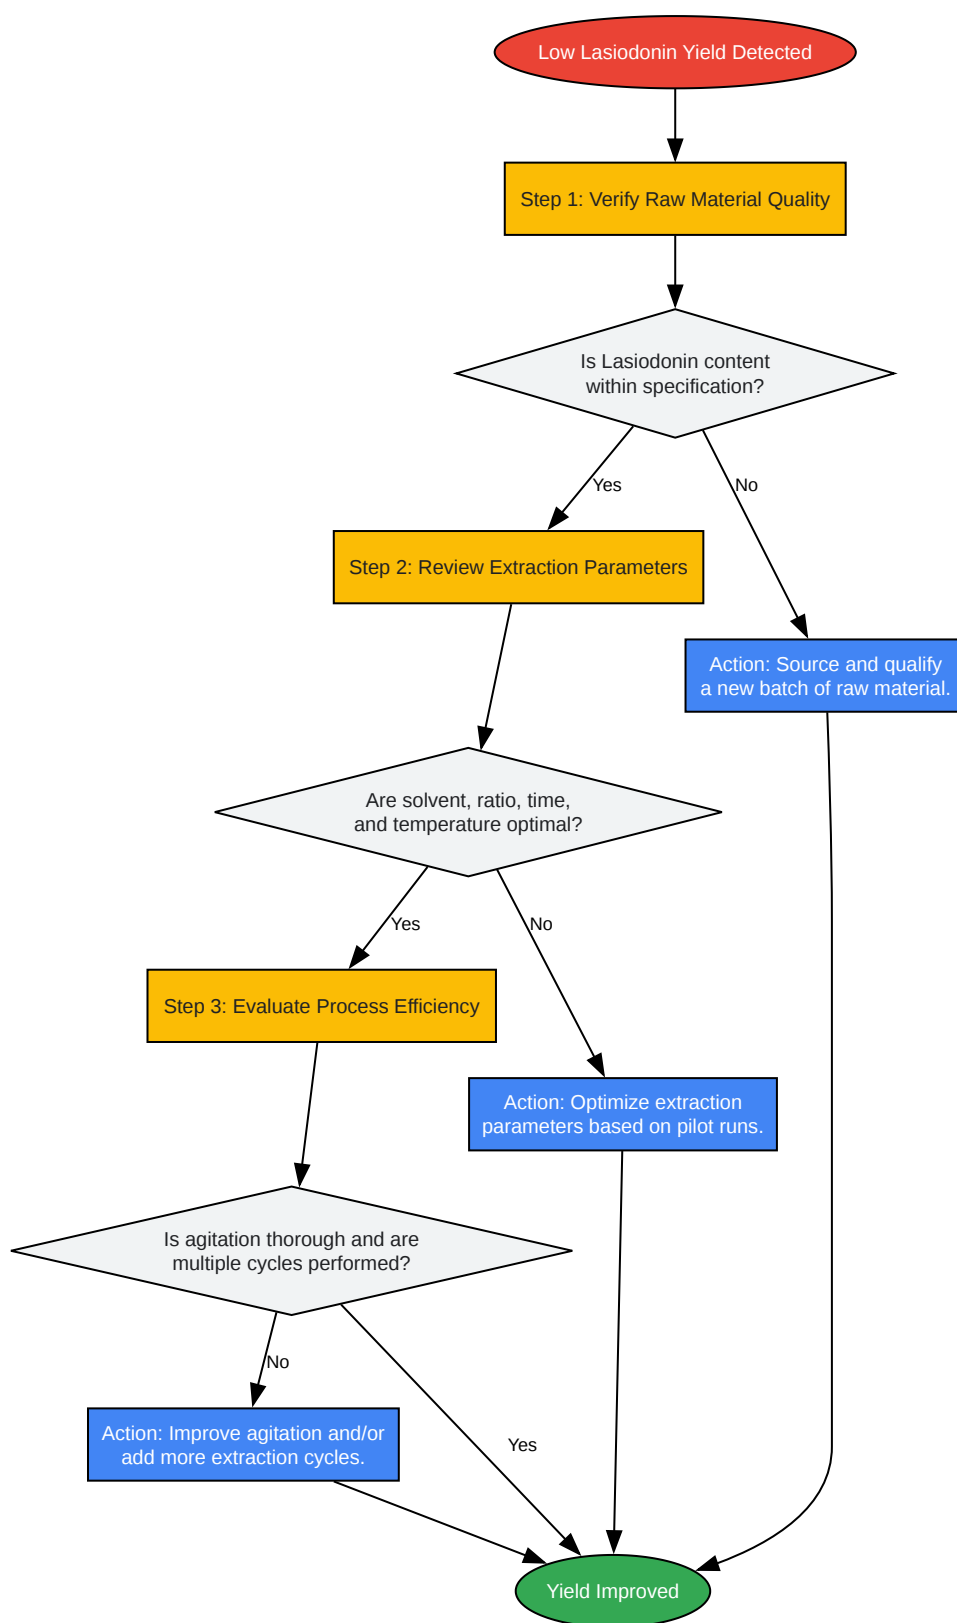 Low Lasiodonin Yield Detected
Step 1: Verify Raw Material Quality
Is Lasiodonin content
within specification?
Yes
No
Step 2: Review Extraction Parameters
Action: Source and qualify
a new batch of raw material.
Are solvent, ratio, time,
and temperature optimal?
Yes
No
Step 3: Evaluate Process Efficiency
Action: Optimize extraction
parameters based on pilot runs.
Is agitation thorough and are
multiple cycles performed?
No
Yes
Action: Improve agitation and/or
add more extraction cycles.
Yield Improved